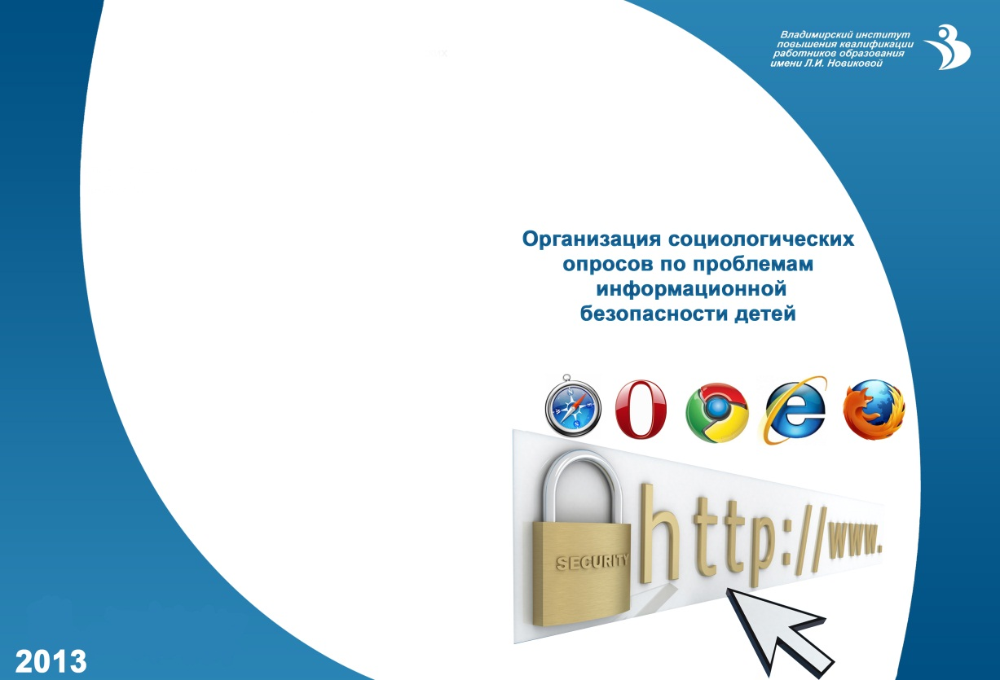 Владимирский институт
повышения квалификации
работников образования
имени Л.И. Новиковой
Организация социологических
опросов по проблемам
информационной
безопасности детей
SECURITY
http://www.
2013